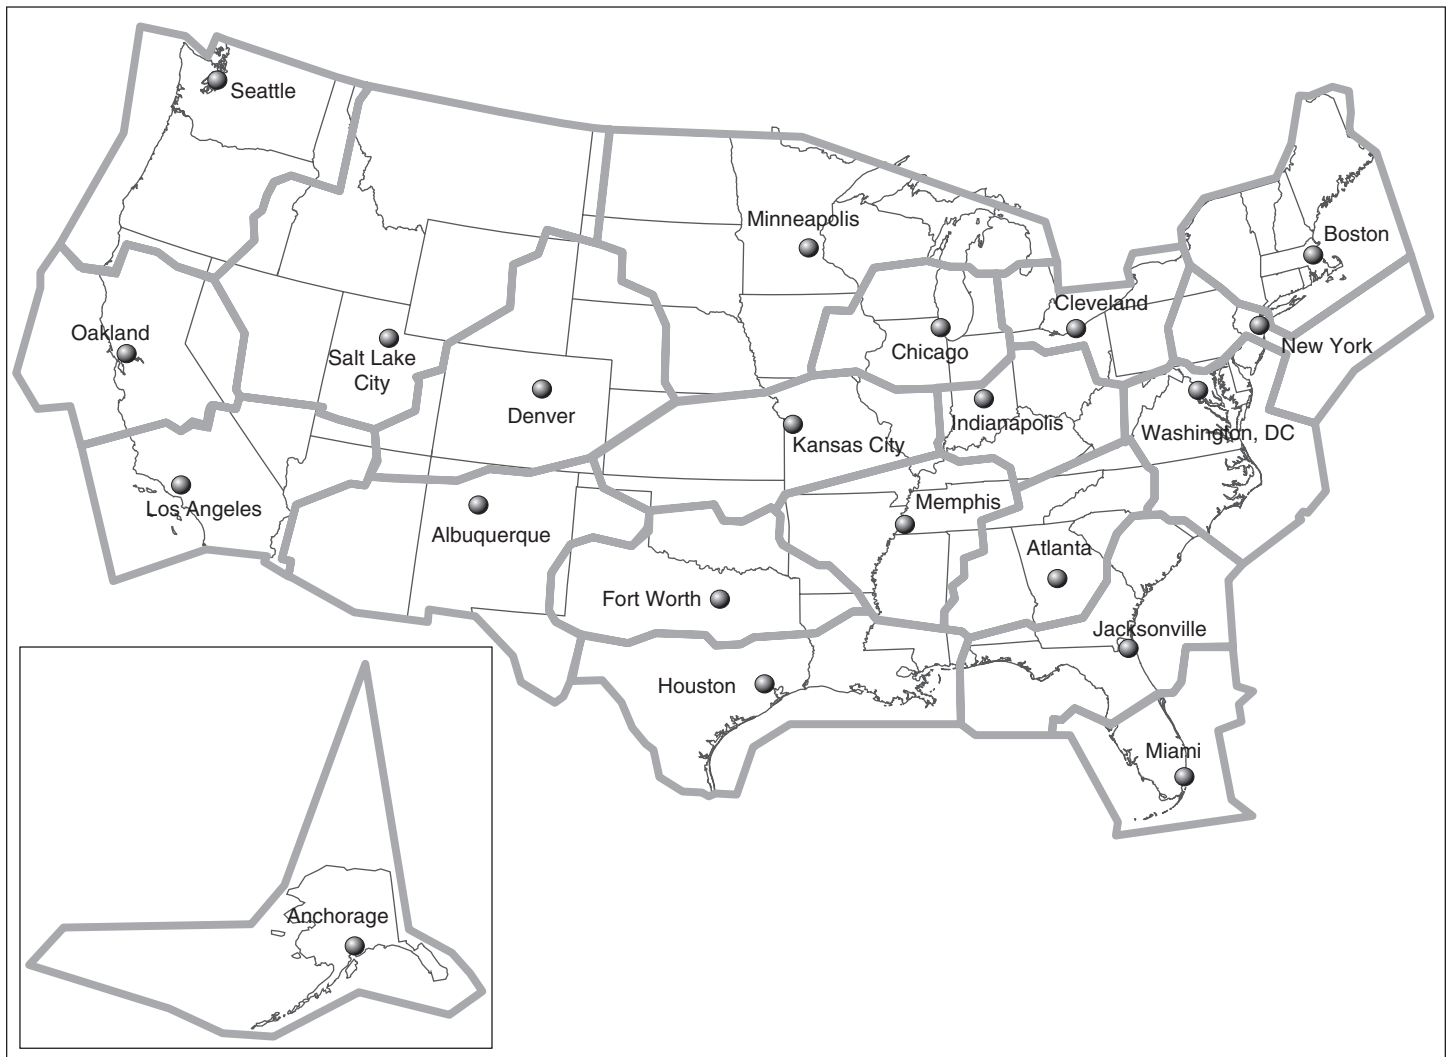 Seattle
Minneapolis
Boston
Oakland
Cleveland
New York
Chicago
Salt Lake
City
Denver
Indianapolis
Washington, DC
Kansas City
Los Angeles
Memphis
Albuquerque
Atlanta
Fort Worth
Jacksonville
Houston
Miami
Anchorage